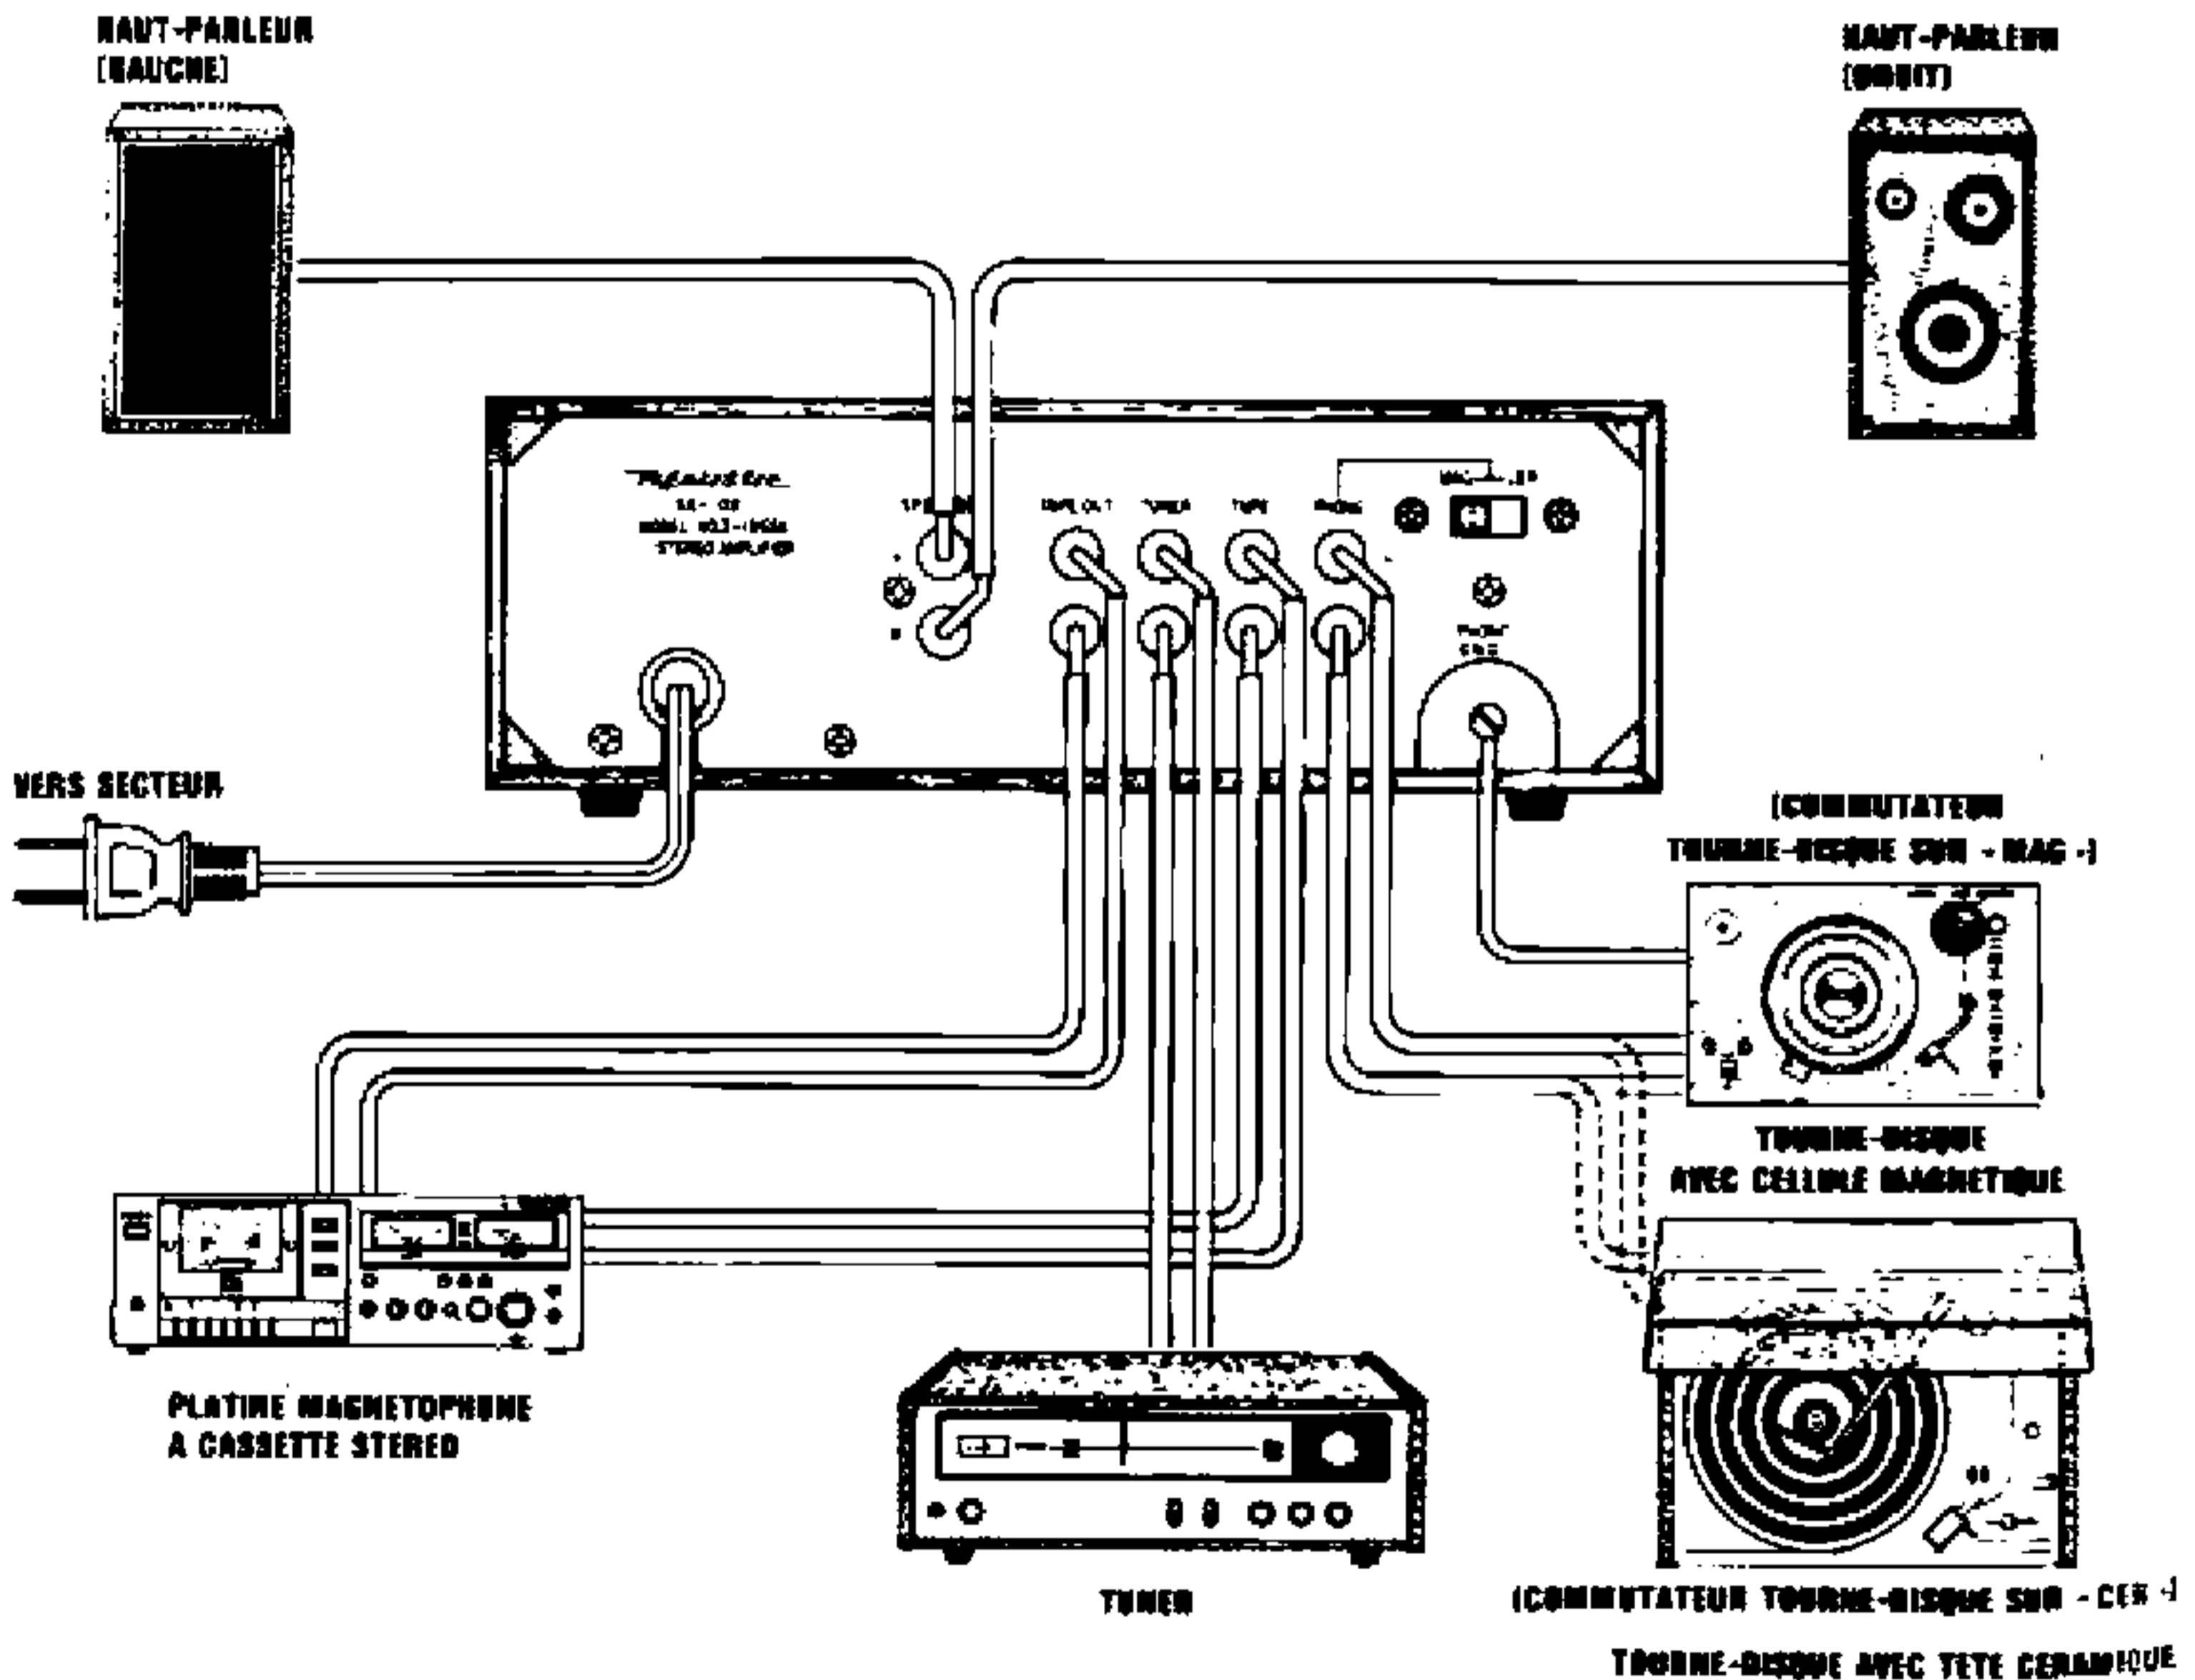 HAUT-PARLEUR
(GAUCHE)
HAUT-PARLEUR
(DROIT)
STEREO AMPLIFIER
TAPE OUT
TUNER
TAPE
PHONO
VERS SECTEUR
(COMMUTATEUR
TOURNE-DISQUE SUR - MAG -)
TOURNE-DISQUE
AVEC CELLULE MAGNETIQUE
PLATINE MAGNETOPHONE
A CASSETTE STEREO
TUNER
(COMMUTATEUR TOURNE-DISQUE SUR - CER -)
TOURNE-DISQUE AVEC TETE CERAMIQUE